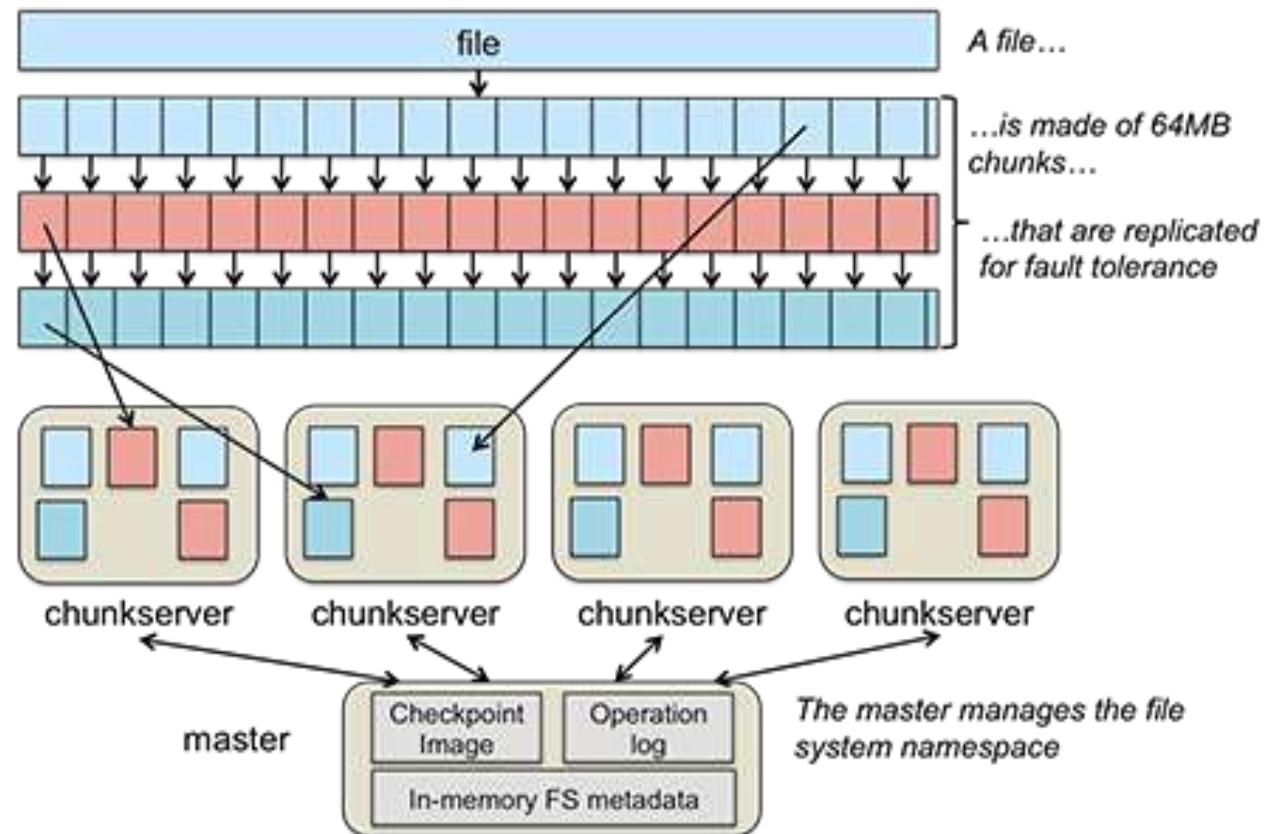 file
A file…
…is made of 64MB
chunks…
…that are replicated
for fault tolerance
chunkserver
chunkserver
chunkserver
chunkserver
master
Checkpoint
Image
Operation
log
In-memory FS metadata
The master manages the file
system namespace